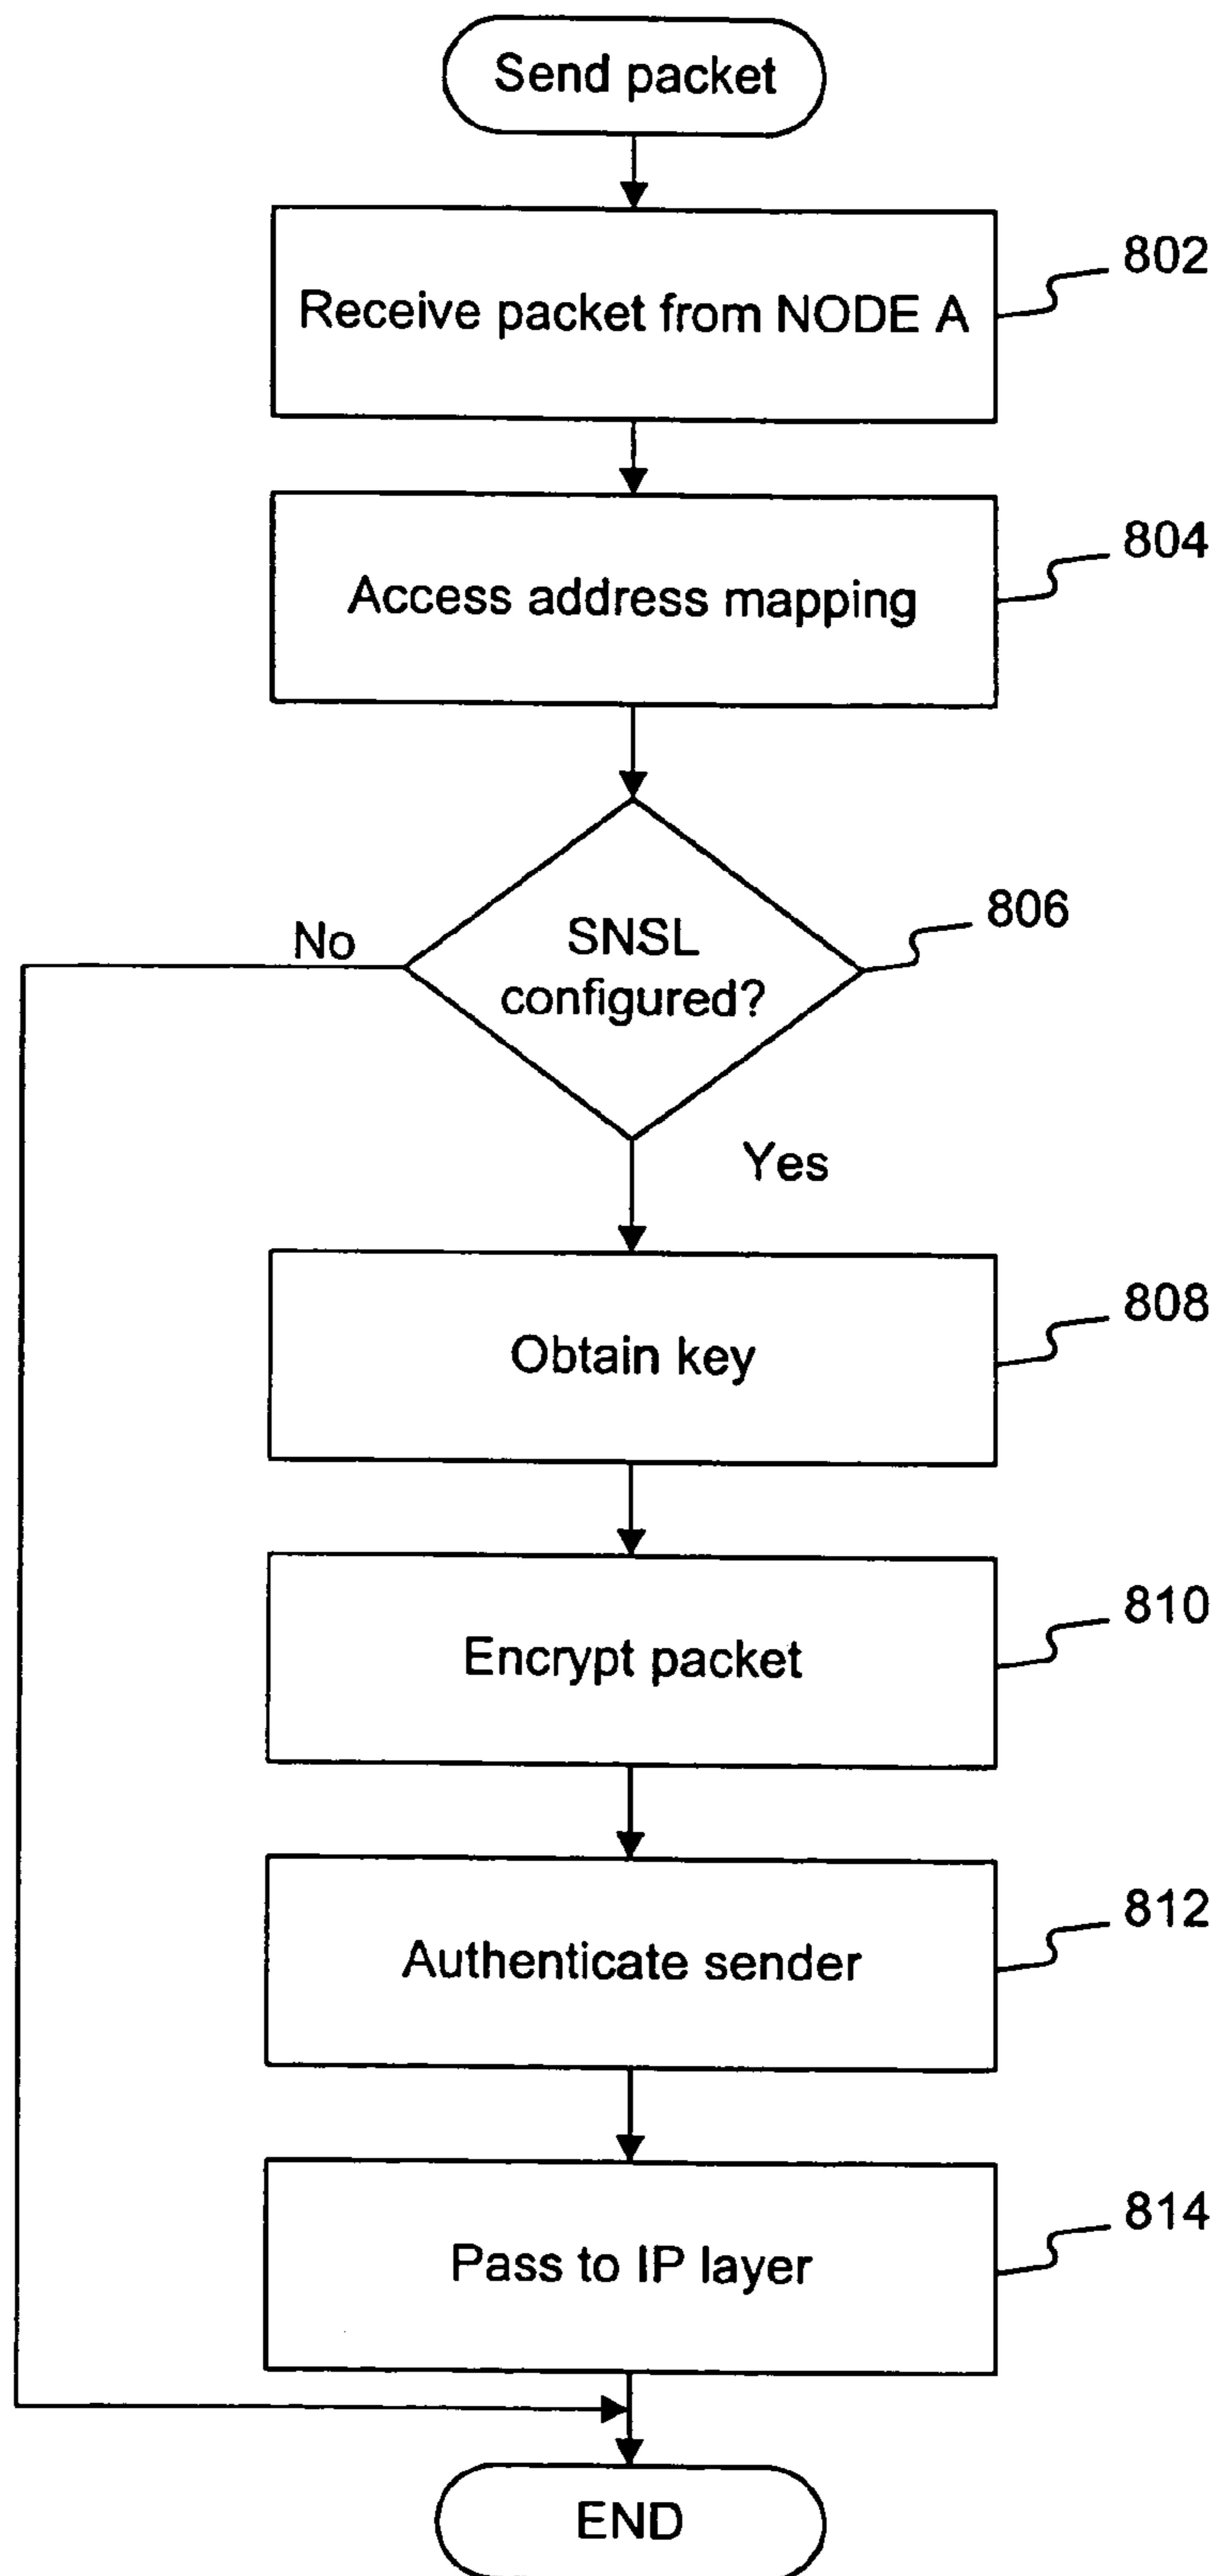 Send packet
Receive packet from NODE A
802
Access address mapping
804
No
SNSL
configured?
806
Yes
Obtain key
808
Encrypt packet
810
Authenticate sender
812
Pass to IP layer
814
END